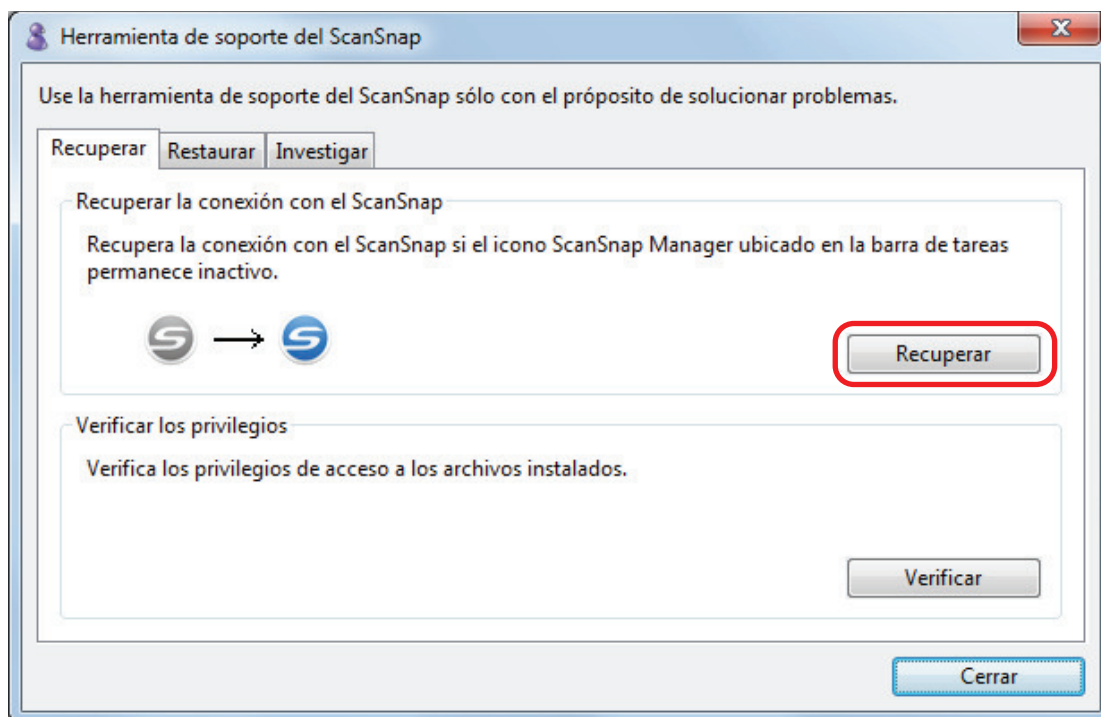 Herramienta de soporte del ScanSnap
Use la herramienta de soporte del ScanSnap sólo con el próposito de solucionar problemas.
Recuperar Restaurar Investigar
Recuperar la conexión con el ScanSnap
Recupera la conexión con el ScanSnap si el icono ScanSnap Manager ubicado en la barra de tareas
permanece inactivo.
Recuperar
Verificar los privilegios
Verifica los privilegios de acceso a los archivos instalados.
Verificar
Cerrar